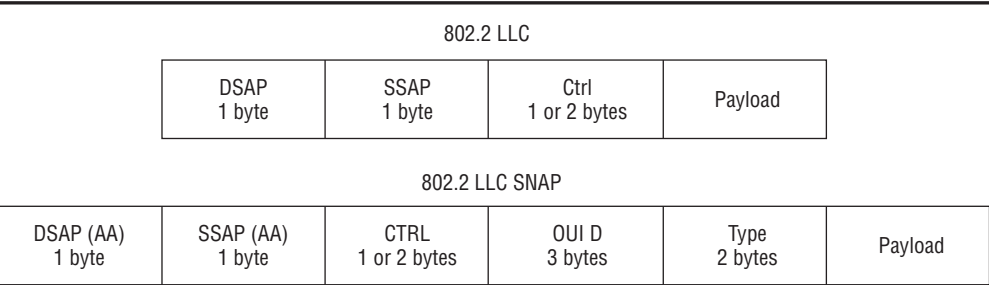 802.2 LLC
DSAP
1 byte
SSAP
1 byte
Ctrl
1 or 2 bytes
Payload
802.2 LLC SNAP
DSAP (AA)
1 byte
SSAP (AA)
1 byte
CTRL
1 or 2 bytes
OUI D
3 bytes
Type
2 bytes
Payload